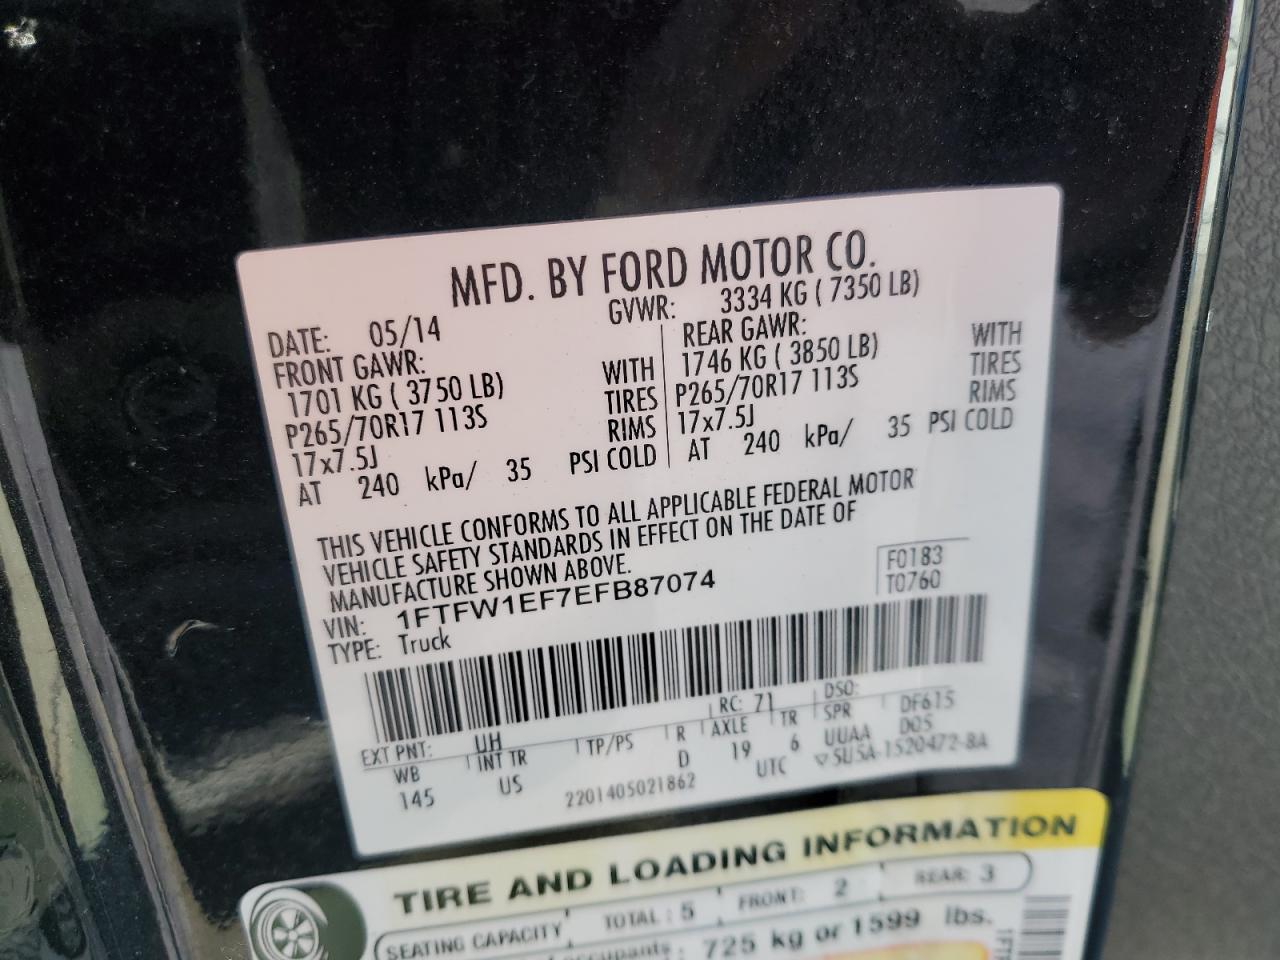 MFD. BY FORD MOTOR CO.
DATE: 05/14 GVWR: 3334 KG ( 7350 LB)
FRONT GAWR: REAR GAWR:
1701 KG ( 3750 LB) WITH 1746 KG ( 3850 LB) WITH
P265/70R17 113S TIRES P265/70R17 113S TIRES
17x7.5J RIMS 17x7.5J RIMS
AT 240 kPa/ 35 PSI COLD AT 240 kPa/ 35 PSI COLD
THIS VEHICLE CONFORMS TO ALL APPLICABLE FEDERAL MOTOR
VEHICLE SAFETY STANDARDS IN EFFECT ON THE DATE OF
MANUFACTURE SHOWN ABOVE.
F0183
T0760
VIN: 1FTFW1EF7EFB87074
TYPE: Truck
EXT PNT: UH RC: 71 DSO:
WB INT TR TP/PS R AXLE TR SPR DF615
145 US D 19 6 UUAA D05
2201405021862 UTC ▽5USA-1520472-BA
TIRE AND LOADING INFORMATION
SEATING CAPACITY TOTAL : 5 FRONT: 2 REAR: 3
occupants : 725 kg or 1599 lbs.